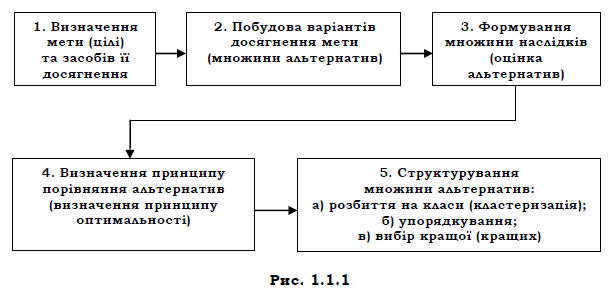 1. Визначення
мети (цілі)
та засобів її
досягнення
2. Побудова варіантів
досягнення мети
(множини альтернатив)
3. Формування
множини наслідків
(оцінка
альтернатив)
4. Визначення принципу
порівняння альтернатив
(визначення принципу
оптимальності)
5. Структурування
множини альтернатив:
а) розбиття на класи (кластеризація);
б) упорядкування;
в) вибір кращої (кращих)
Рис. 1.1.1